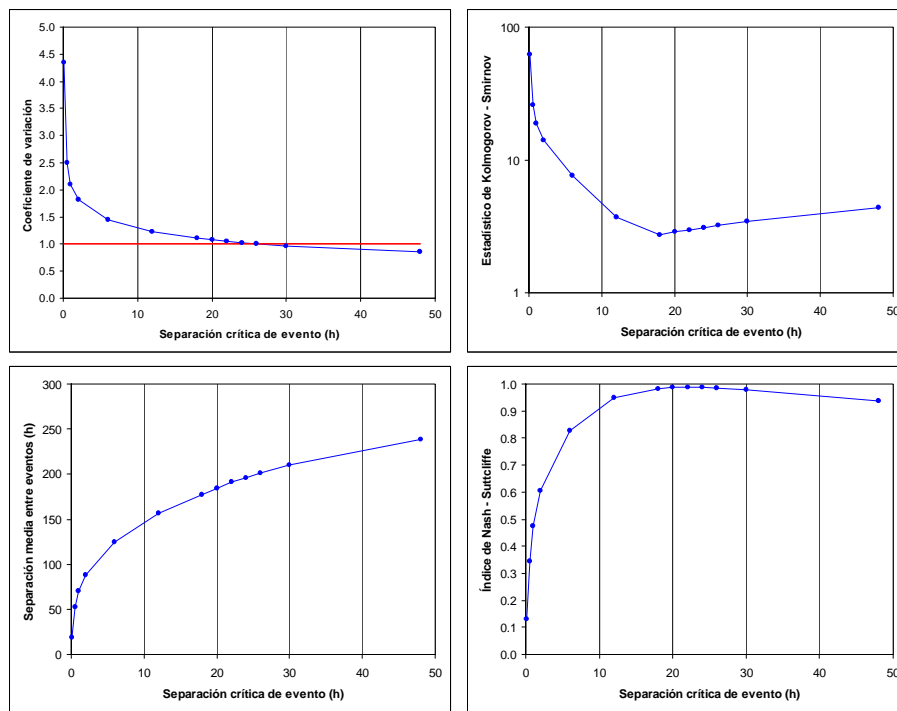 5.0
4.5
4.0
3.5
3.0
2.5
2.0
1.5
1.0
0.5
0.0
Coeficiente de variación
0 10 20 30 40 50
Separación crítica de evento (h)
100
10
1
Estadístico de Kolmogorov - Smirnov
0 10 20 30 40 50
Separación crítica de evento (h)
300
250
200
150
100
50
0
Separación media entre eventos (h)
0 10 20 30 40 50
Separación crítica de evento (h)
1.0
0.9
0.8
0.7
0.6
0.5
0.4
0.3
0.2
0.1
0.0
Índice de Nash - Suttcliffe
0 10 20 30 40 50
Separación crítica de evento (h)